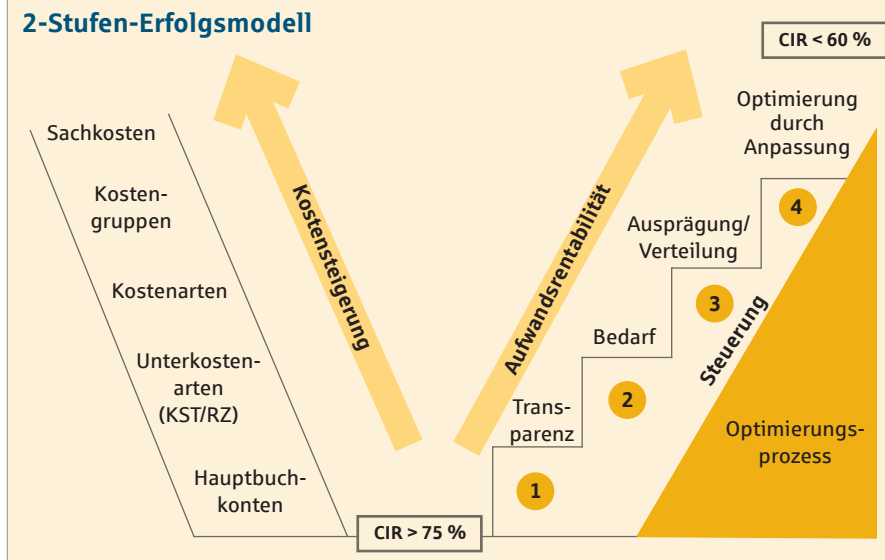 2-Stufen-Erfolgsmodell
CIR < 60 %
Sachkosten
Kosten-
gruppen
Kostenarten
Unterkosten-
arten
(KST/RZ)
Hauptbuch-
konten
Kostensteigerung
CIR > 75 %
Aufwandsrentabilität
Trans-
parenz
1
Bedarf
2
Ausprägung/
Verteilung
3
Optimierung
durch
Anpassung
4
Steuerung
Optimierungs-
prozess